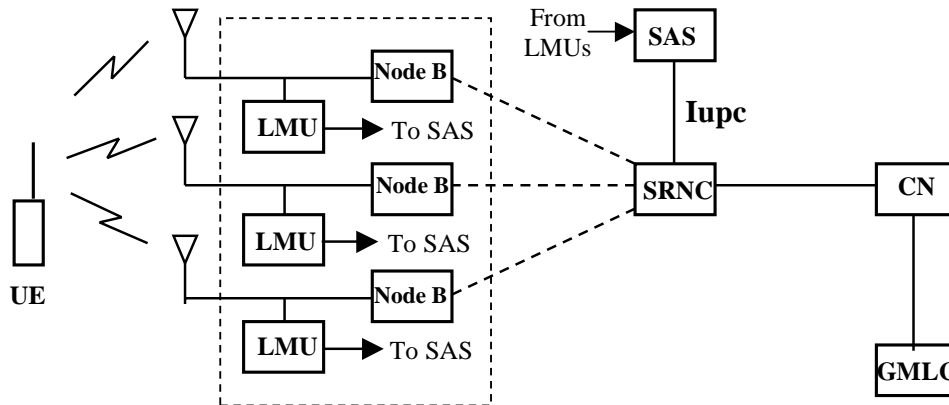 From
LMUs
SAS
Node B
LMU
To SAS
Iupc
Node B
SRNC
CN
LMU
To SAS
UE
Node B
LMU
To SAS
GMLC